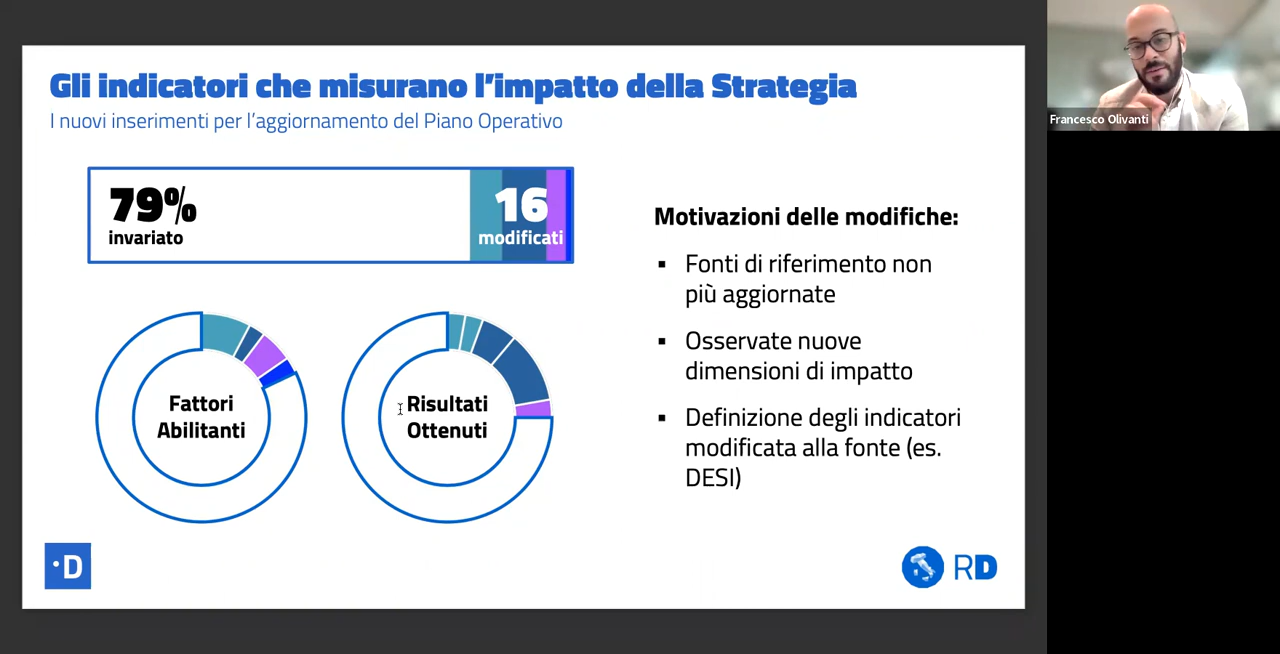 Gli indicatori che misurano l'impatto della Strategia
I nuovi inserimenti per l'aggiornamento del Piano Operativo
79%
invariato
16
modificati
Fattori
Abilitanti
Risultati
Ottenuti
Motivazioni delle modifiche:
▪ Fonti di riferimento non
più aggiornate
▪ Osservate nuove
dimensioni di impatto
▪ Definizione degli indicatori
modificata alla fonte (es.
DESI)
·D
RD
Francesco Olivanti